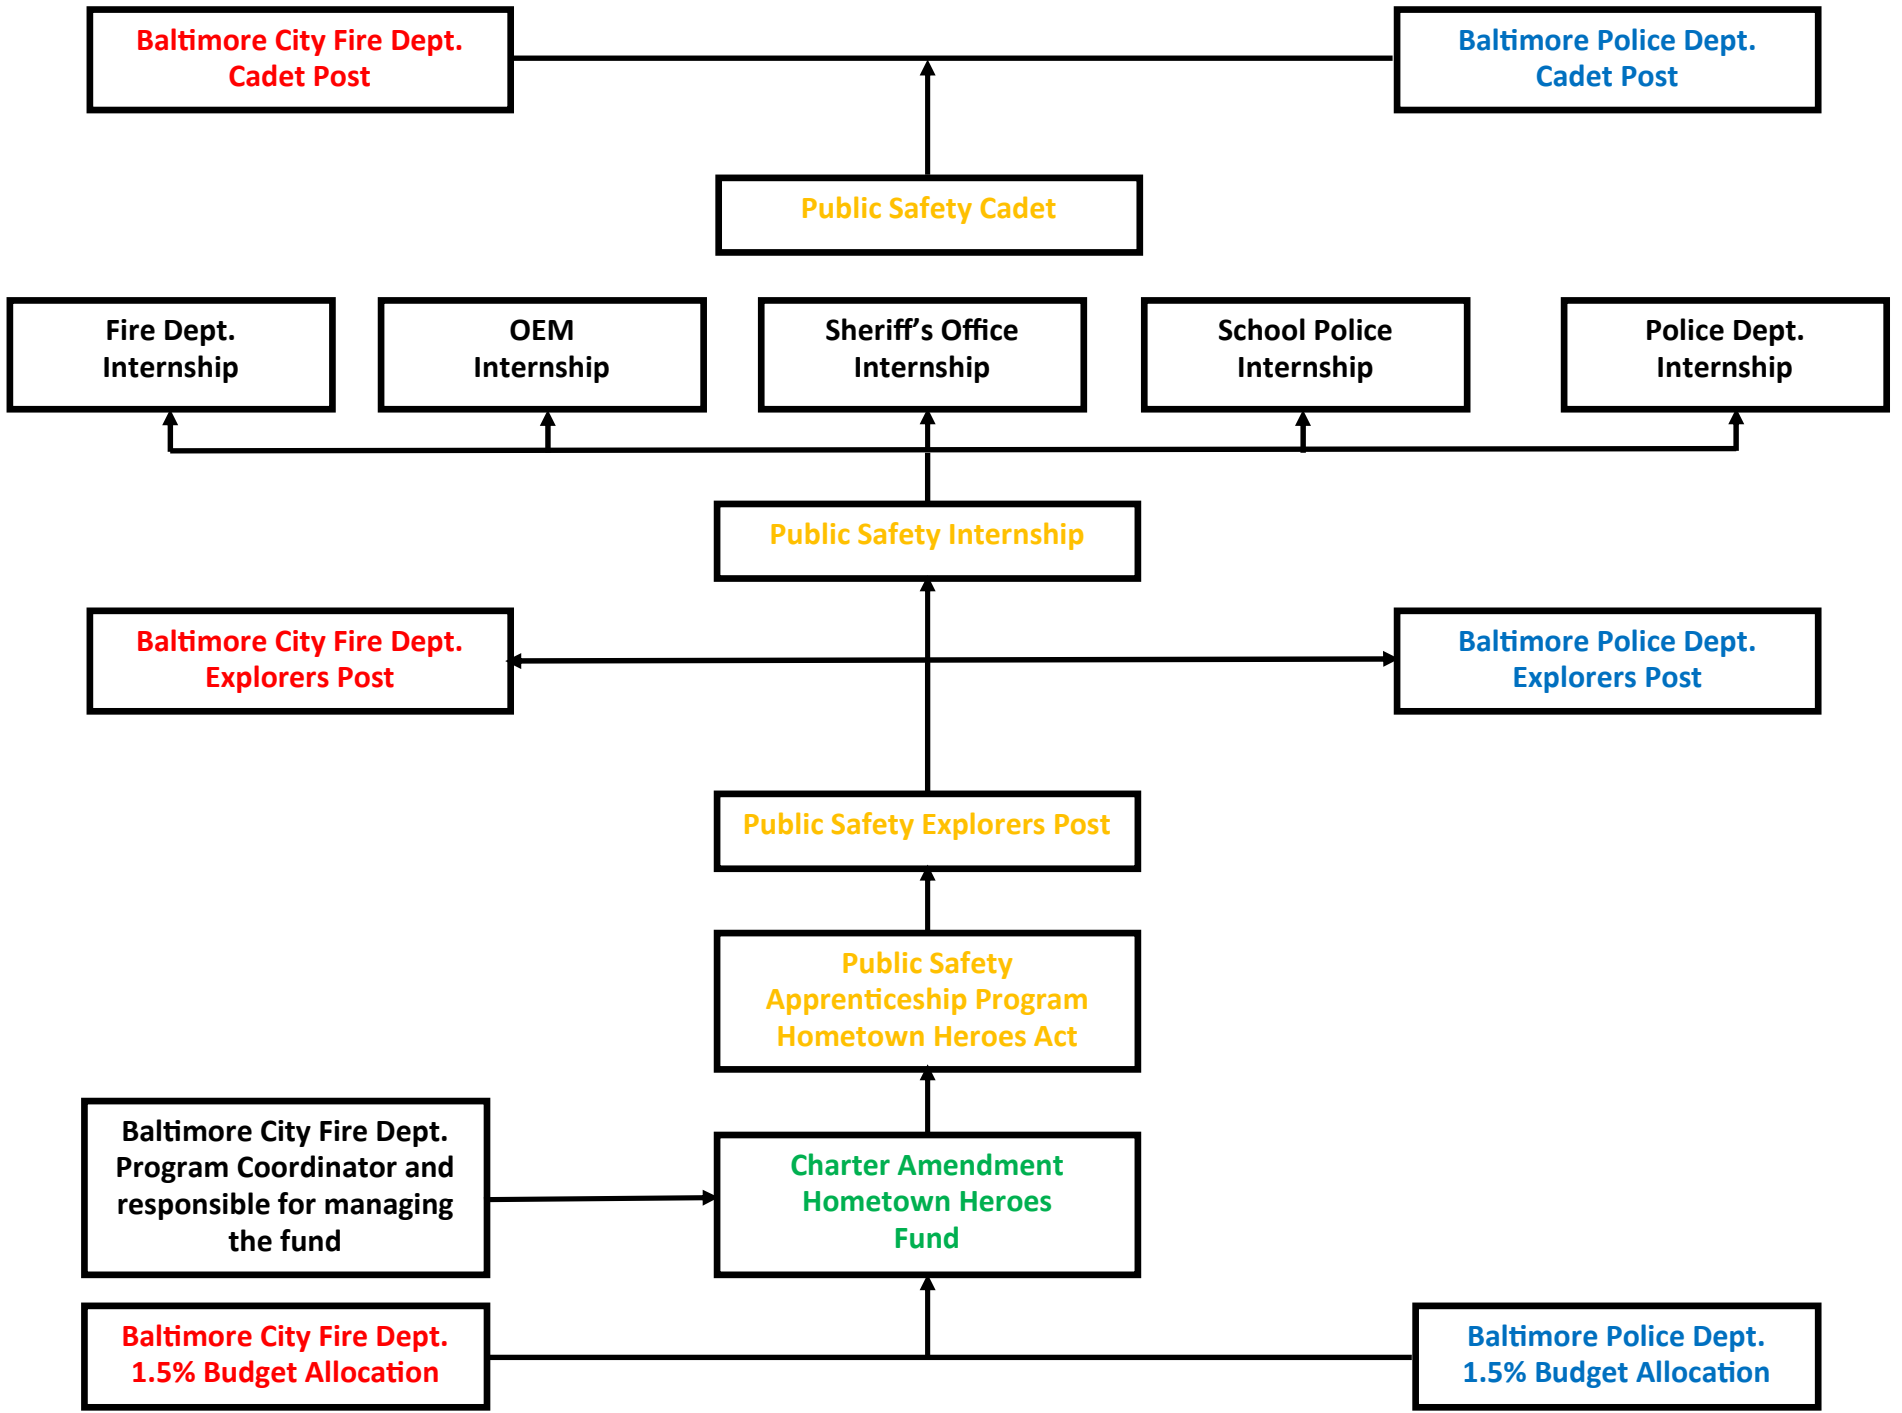 Baltimore City Fire Dept.
Cadet Post
Baltimore Police Dept.
Cadet Post
Public Safety Cadet
Fire Dept.
Internship
OEM
Internship
Sheriff’s Office
Internship
School Police
Internship
Police Dept.
Internship
Public Safety Internship
Baltimore City Fire Dept.
Explorers Post
Baltimore Police Dept.
Explorers Post
Public Safety Explorers Post
Public Safety
Apprenticeship Program
Hometown Heroes Act
Baltimore City Fire Dept.
Program Coordinator and
responsible for managing
the fund
Charter Amendment
Hometown Heroes
Fund
Baltimore City Fire Dept.
1.5% Budget Allocation
Baltimore Police Dept.
1.5% Budget Allocation